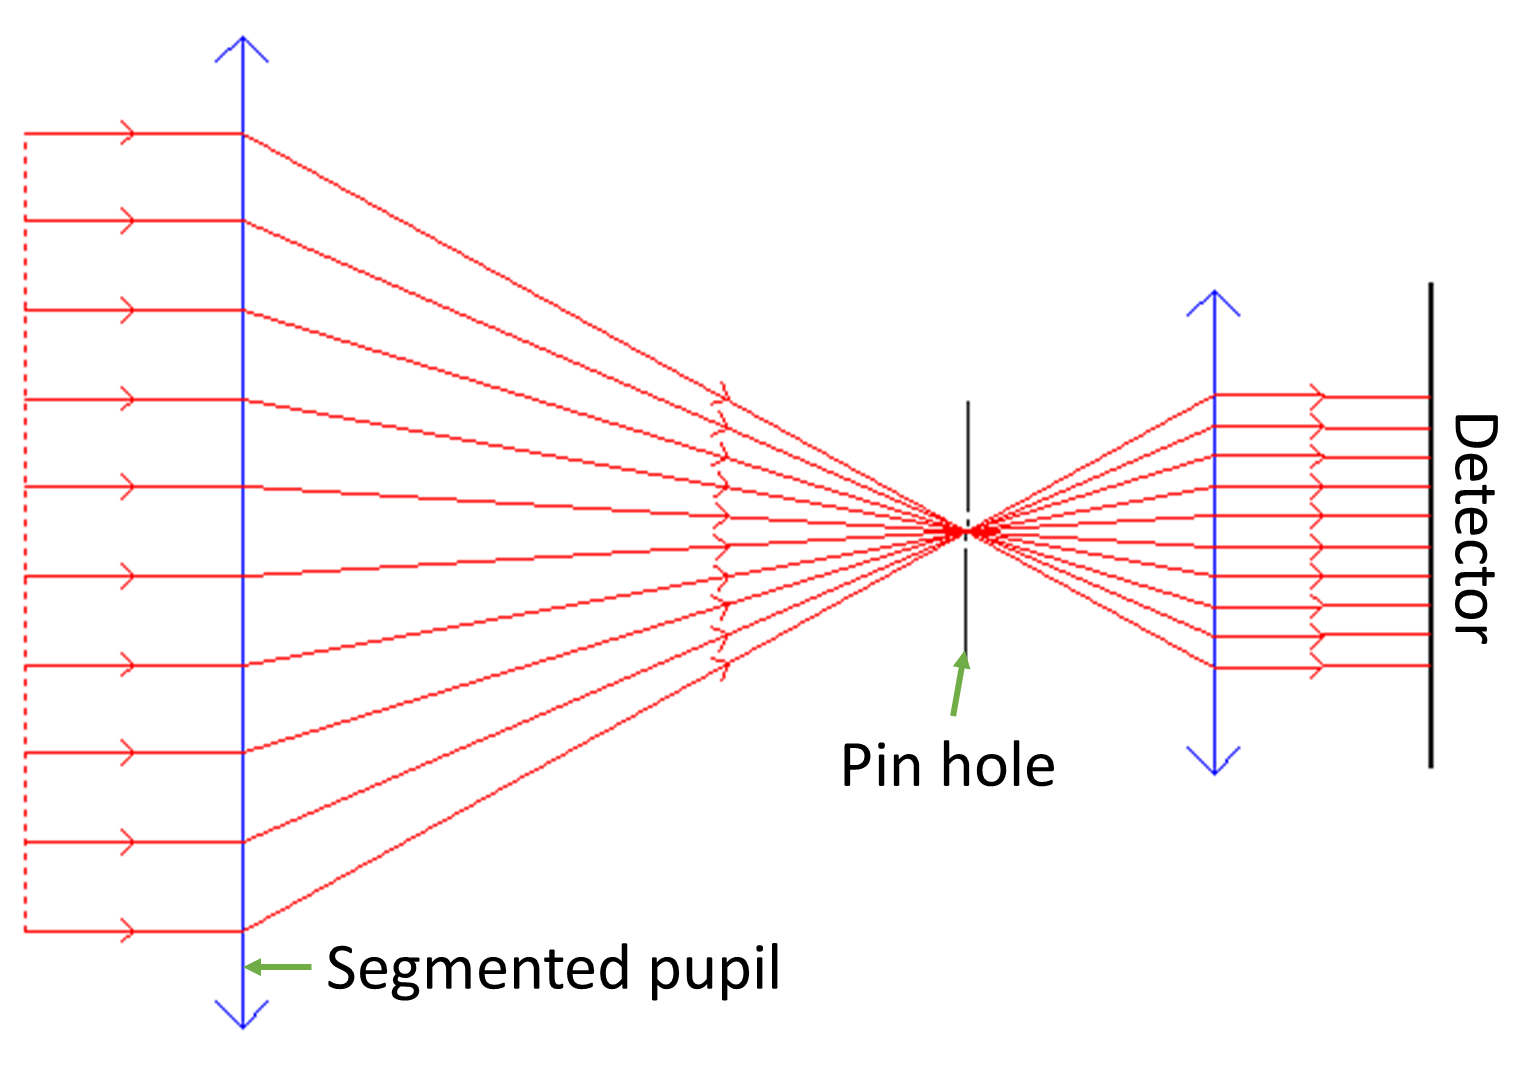 Detector
Pin hole
Segmented pupil